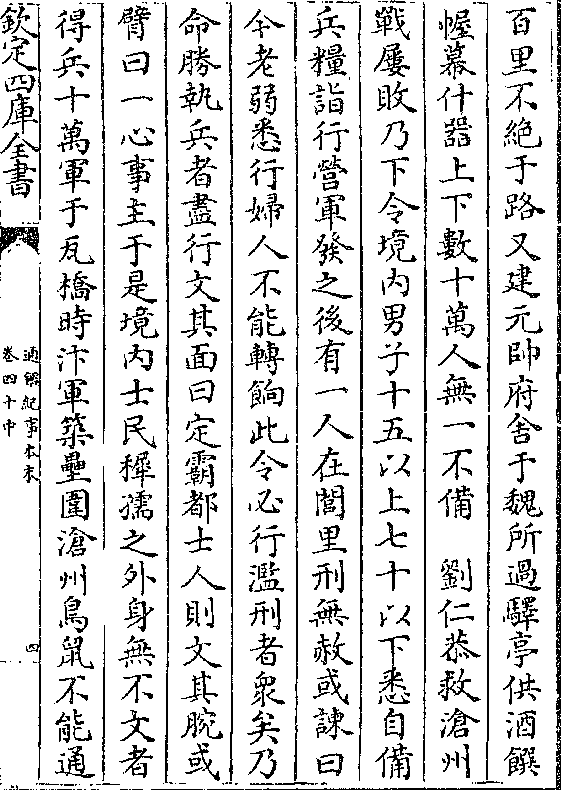 百里不絕于路又建元帥府舍于魏所過驛亭供酒饌
幄幕什器上下數十萬人無一不備　劉仁恭救滄州
戰屢敗乃下令境内男子十五以上七十以下悉自備
兵糧詣行營軍發之後有一人在閭里刑無赦或諫曰
今老弱悉行婦人不能轉餉此令必行濫刑者衆矣乃
命勝執兵者盡行文其面曰定霸都士人則文其腕或
臂曰一心事主于是境内士民穉孺之外身無不文者
得兵十萬軍于瓦橋時汴軍築壘圍滄州鳥鼠不能通
欽定四庫全書
通鑑紀事本末
卷四十中
四